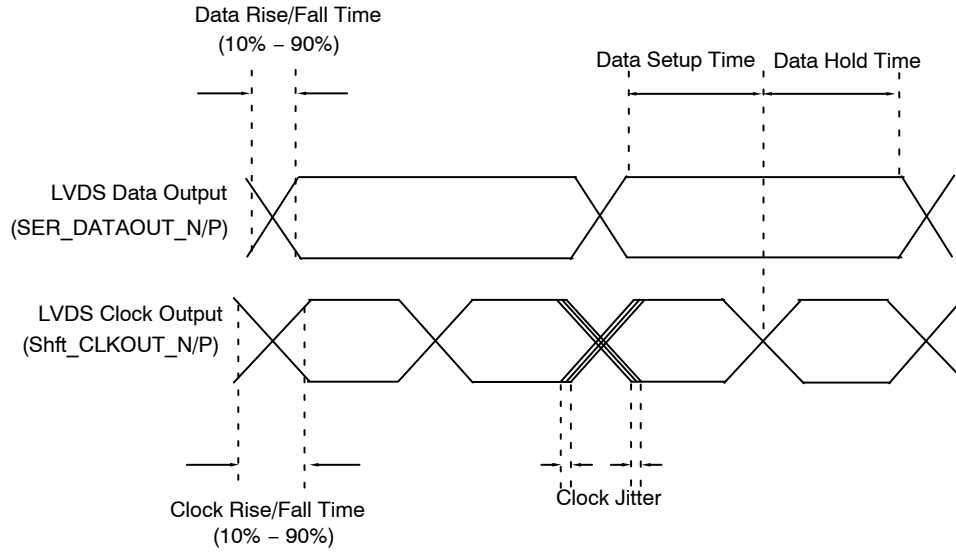 Data Rise/Fall Time
(10% – 90%)
Data Setup Time
Data Hold Time
LVDS Data Output
(SER_DATAOUT_N/P)
LVDS Clock Output
(Shft_CLKOUT_N/P)
Clock Jitter
Clock Rise/Fall Time
(10% – 90%)